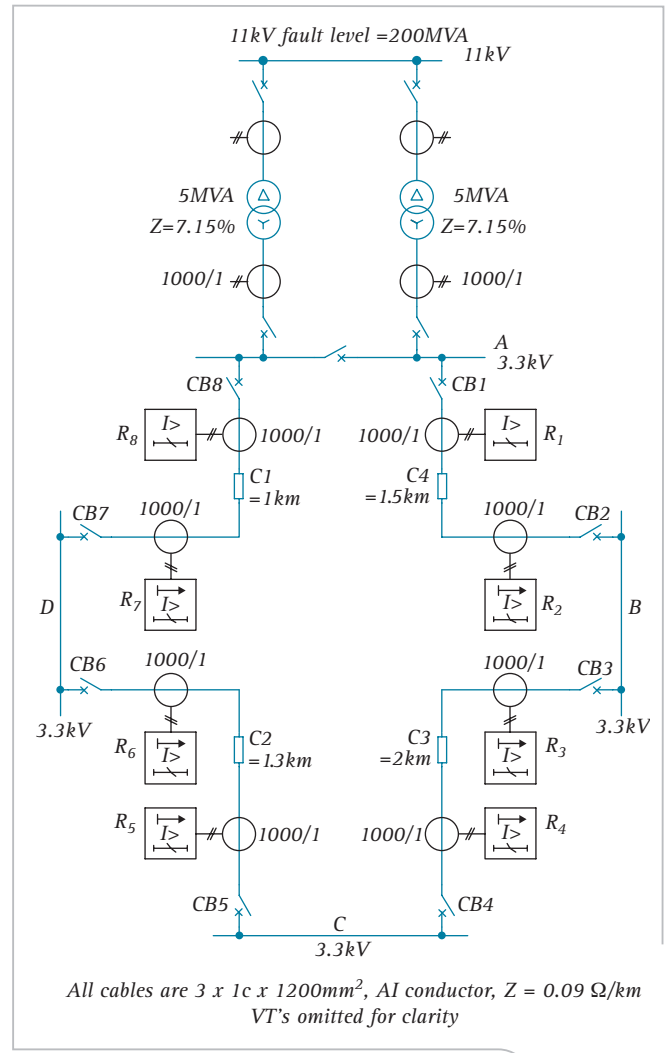 11kV fault level =200MVA
11kV
5MVA
Z=7.15%
5MVA
Z=7.15%
1000/1
1000/1
A
3.3kV
CB8
CB1
R8
I>
1000/1
1000/1
I>
R1
C1
=1km
C4
=1.5km
CB7
1000/1
1000/1
CB2
D
R7
I>
I>
R2
B
CB6
1000/1
1000/1
CB3
3.3kV
3.3kV
R6
I>
C2
=1.3km
C3
=2km
I>
R3
R5
I>
1000/1
1000/1
I>
R4
CB5
C
CB4
3.3kV
All cables are 3 x 1c x 1200mm², AI conductor, Z = 0.09 Ω/km
VT's omitted for clarity